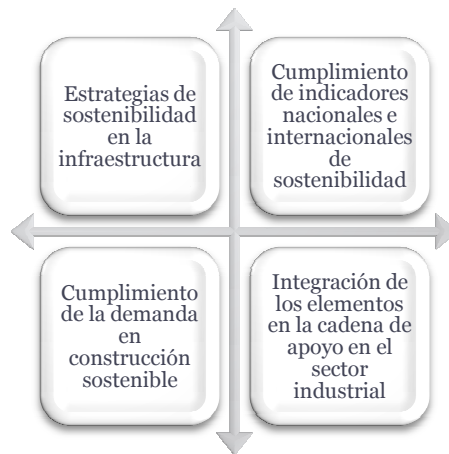 Estrategias de
sostenibilidad
en la
infraestructura
Cumplimiento
de indicadores
nacionales e
internacionales
de
sostenibilidad
Cumplimiento
de la demanda
en
construcción
sostenible
Integración de
los elementos
en la cadena de
apoyo en el
sector
industrial